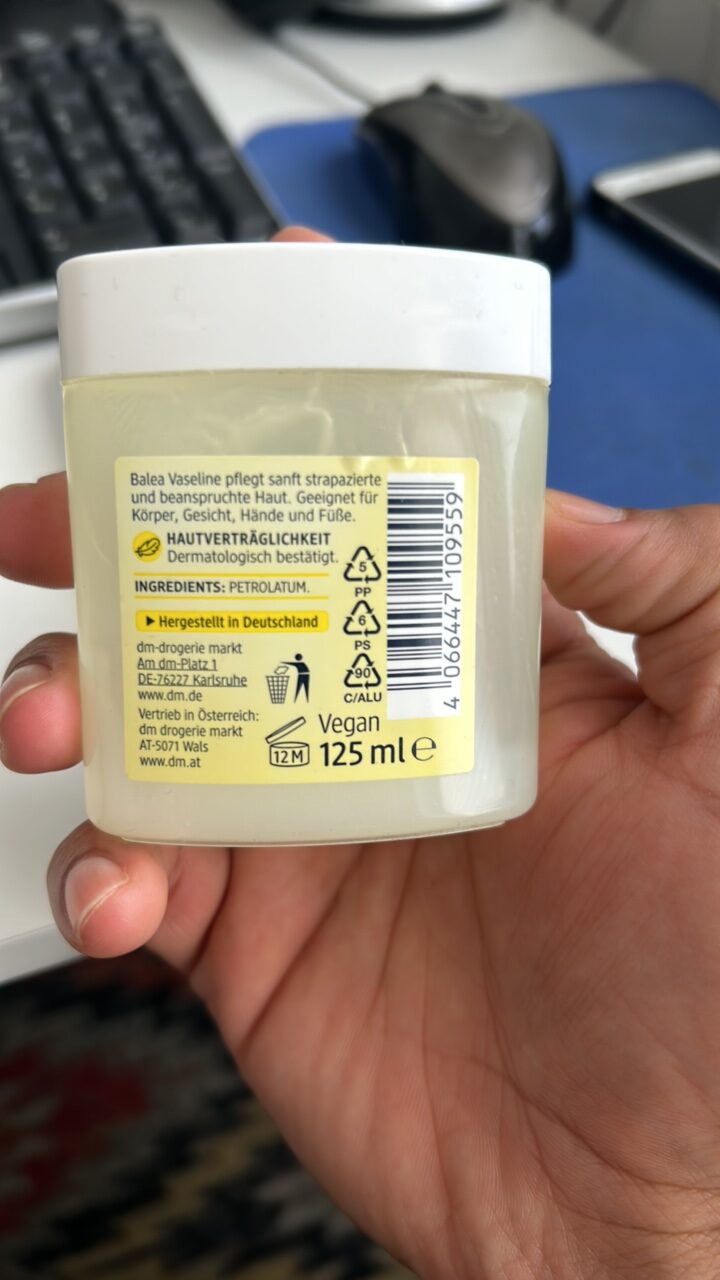 Balea Vaseline pflegt sanft strapazierte
und beanspruchte Haut. Geeignet für
Körper, Gesicht, Hände und Füße.
HAUTVERTRÄGLICHKEIT
Dermatologisch bestätigt.
INGREDIENTS: PETROLATUM.
▶ Hergestellt in Deutschland
dm-drogerie markt
Am dm-Platz 1
DE-76227 Karlsruhe
www.dm.de
Vertrieb in Österreich:
dm drogerie markt
AT-5071 Wals
www.dm.at
5
PP
6
PS
90
C/ALU
12M
Vegan
125 ml ℮
4 066447 109559